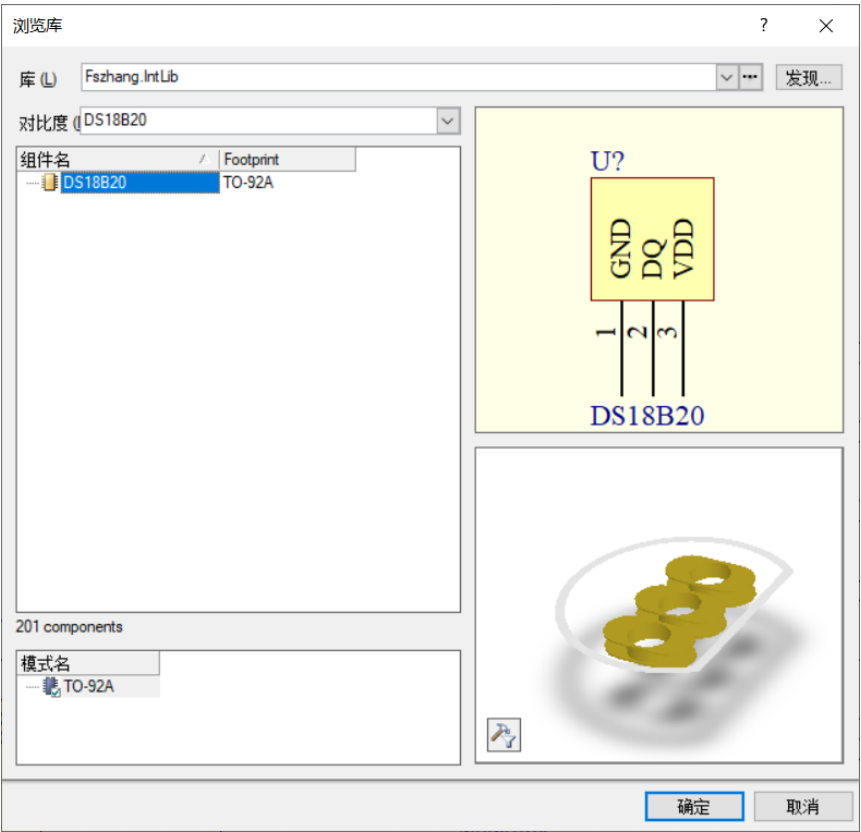 浏览库
?
库 (L)
Fszhang.IntLib
...
发现...
对比度 (
DS18B20
组件名
Footprint
DS18B20
TO-92A
U?
GND
DQ
VDD
1
2
3
DS18B20
201 components
模式名
TO-92A
确定
取消